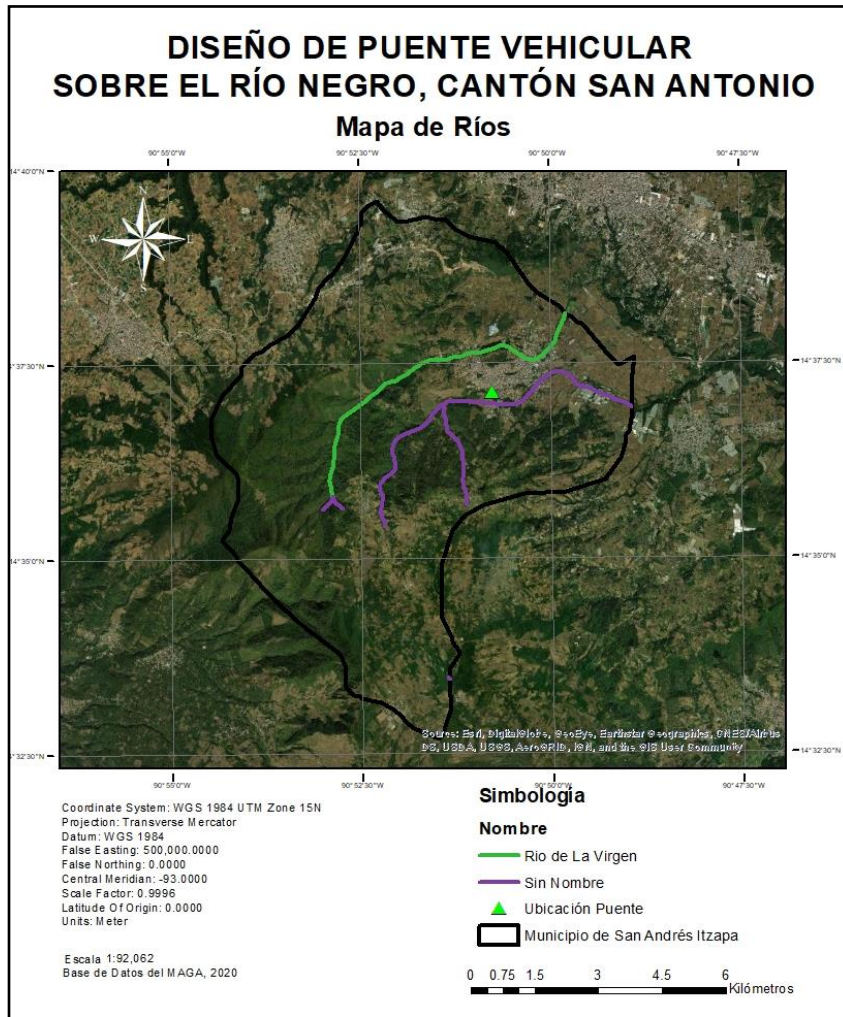 DISEÑO DE PUENTE VEHICULAR
SOBRE EL RÍO NEGRO, CANTÓN SAN ANTONIO
Mapa de Ríos
90°55'0"W 90°52'30"W 90°50'0"W 90°47'30"W
14°40'0"N
N
W E
S
14°37'30"N 14°37'30"N
14°35'0"N 14°35'0"N
Source: Esri, DigitalGlobe, GeoEye, Earthstar Geographics, CNES/Airbus
DS, USDA, USGS, AeroGRID, IGN, and the GIS User Community
14°32'30"N 14°32'30"N
90°55'0"W 90°52'30"W 90°50'0"W 90°47'30"W
Coordinate System: WGS 1984 UTM Zone 15N
Projection: Transverse Mercator
Datum: WGS 1984
False Easting: 500,000.0000
False Northing: 0.0000
Central Meridian: -93.0000
Scale Factor: 0.9996
Latitude Of Origin: 0.0000
Units: Meter
Escala 1:92,062
Base de Datos del MAGA, 2020
Simbología
Nombre
Rio de La Virgen
Sin Nombre
Ubicación Puente
Municipio de San Andrés Itzapa
0 0.75 1.5 3 4.5 6
Kilómetros